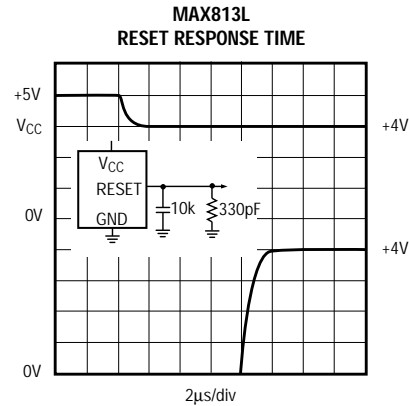 MAX813L
RESET RESPONSE TIME
+5V
VCC
+4V
VCC
RESET
10k
330pF
0V
GND
+4V
0V
2µs/div